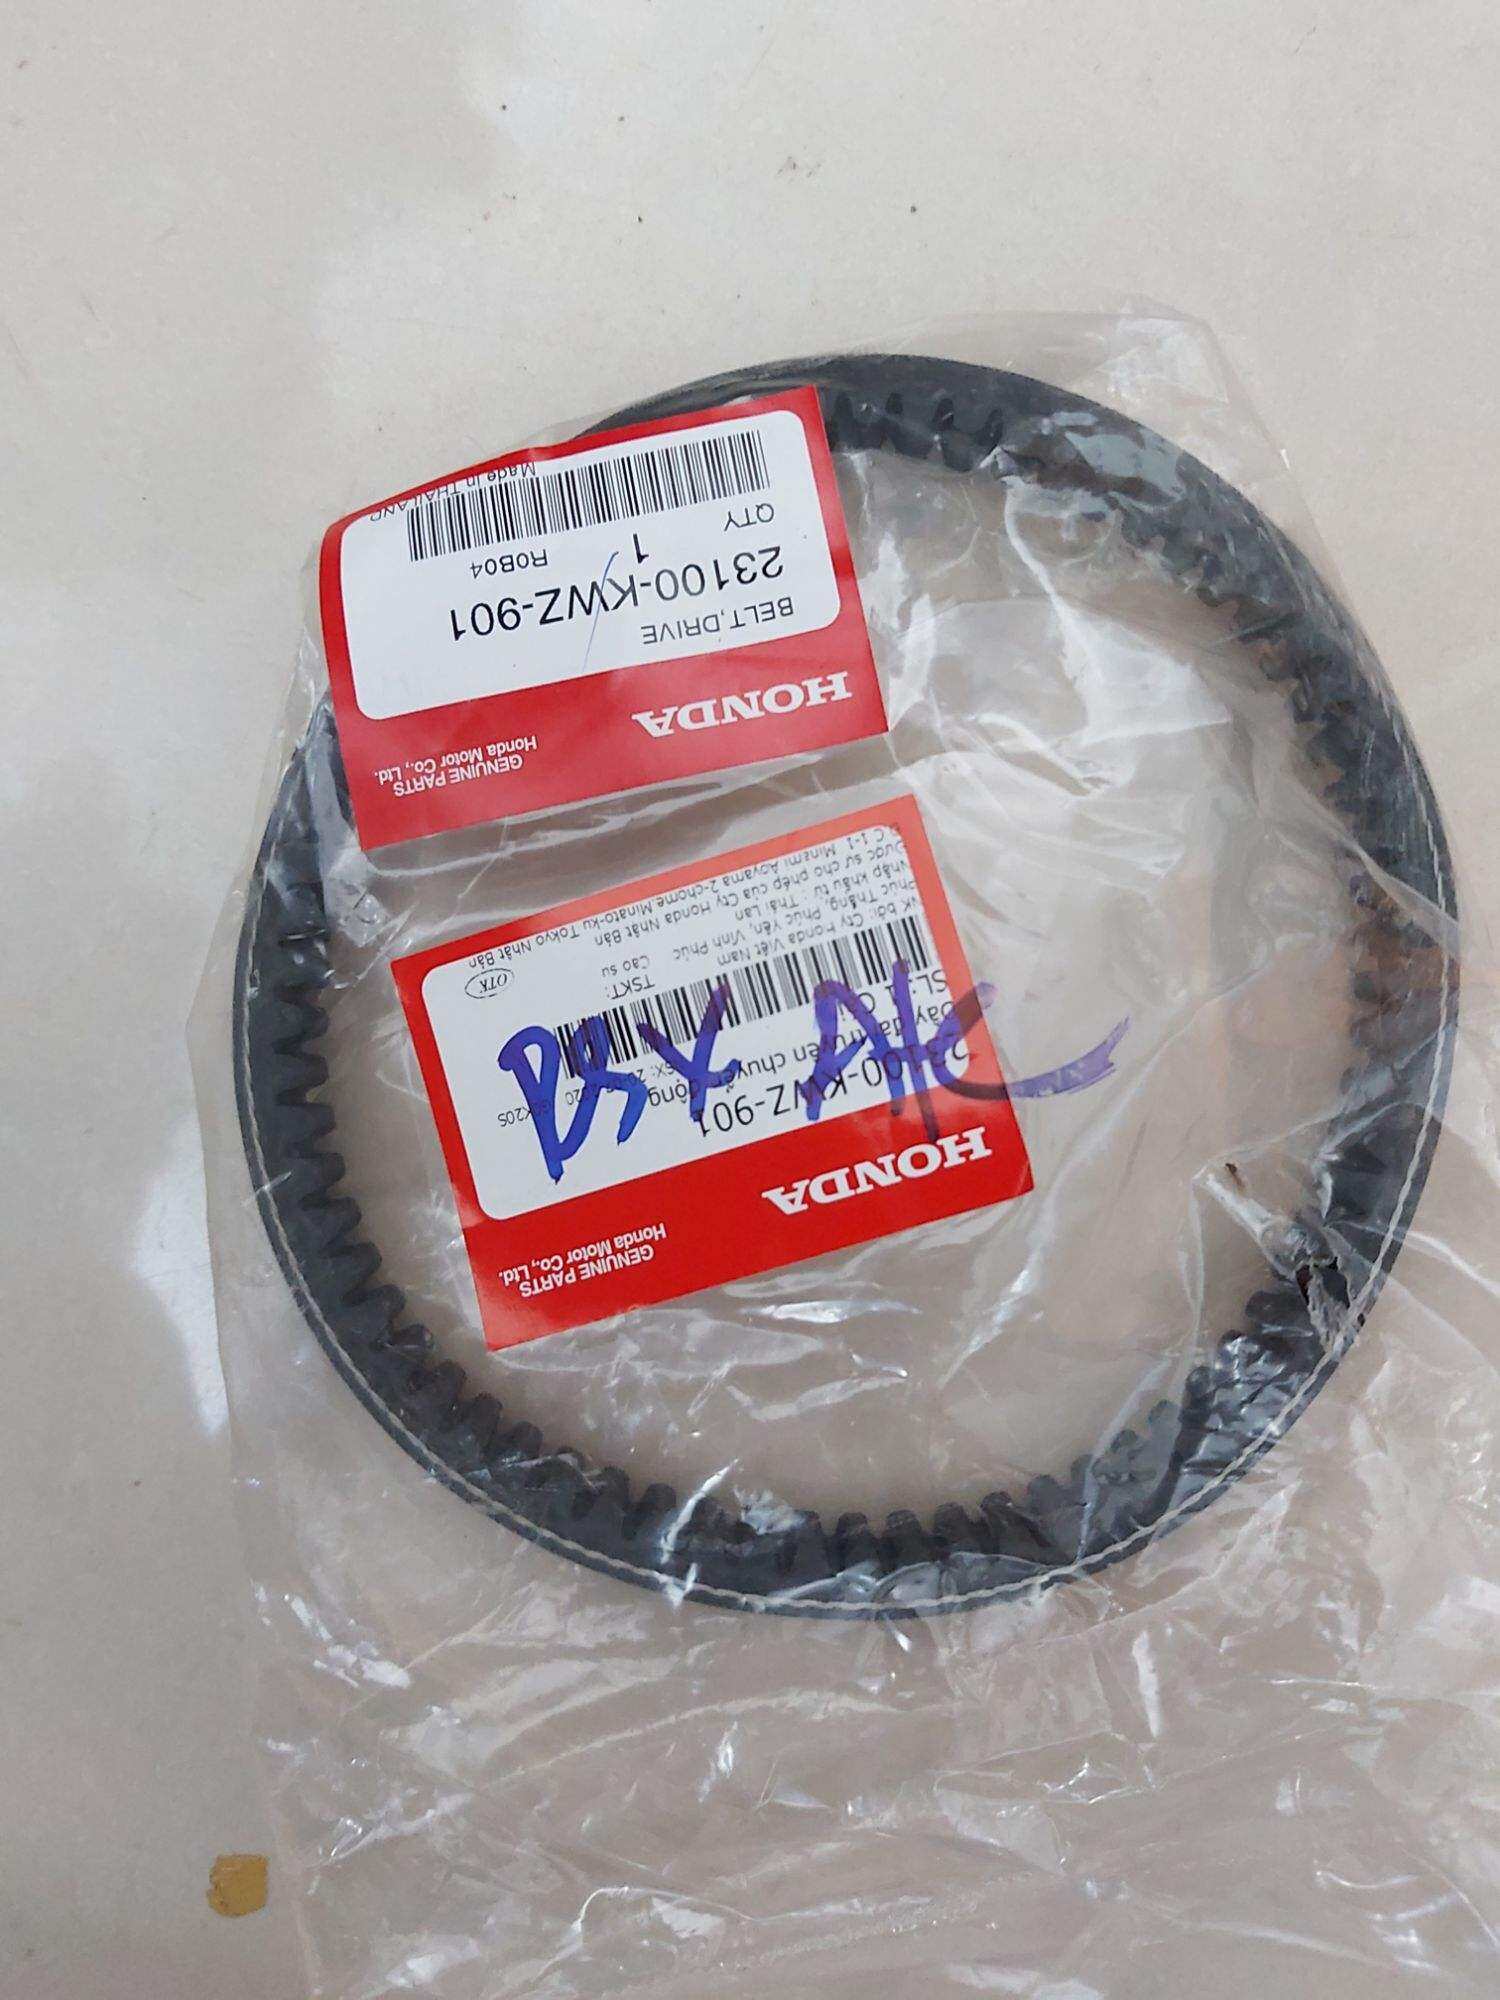 HONDA
GENUINE PARTS
Honda Motor Co., Ltd.
BELT,DRIVE
23100-KWZ-901
QTY 1 R0B04
Made in THAILAND
HONDA
GENUINE PARTS
Honda Motor Co., Ltd.
23100-KWZ-901
Dây đai truyền chuyển động
SL: 1
TSKT: Cao su
NK bởi: Cty Honda Việt Nam
Phúc Thắng, Phúc Yên, Vĩnh Phúc
Nhập khẩu từ : Thái Lan
Được sự cho phép của Cty Honda Nhật Bản
Đ.C 1-1 Minami Aoyama 2-chome, Minato-ku Tokyo Nhật Bản
OTK